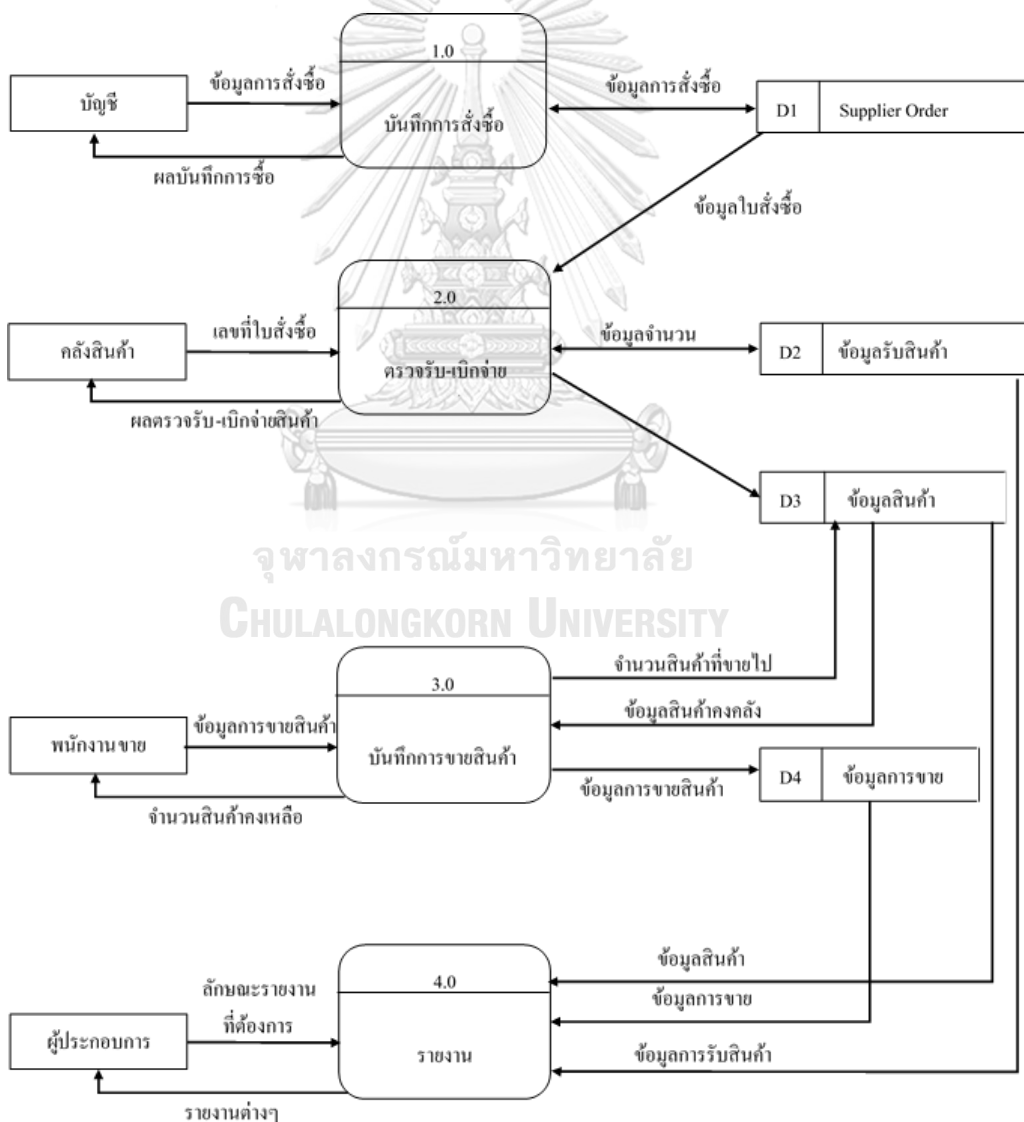 1.0
บัญชี
ข้อมูลการสั่งซื้อ
บันทึกการสั่งซื้อ
ข้อมูลการสั่งซื้อ
D1
Supplier Order
ผลบันทึกการซื้อ
ข้อมูลใบสั่งซื้อ
2.0
คลังสินค้า
เลขที่ใบสั่งซื้อ
ตรวจรับ-เบิกจ่าย
ข้อมูลจำนวน
D2
ข้อมูลรับสินค้า
ผลตรวจรับ-เบิกจ่ายสินค้า
D3
ข้อมูลสินค้า
จุฬาลงกรณ์มหาวิทยาลัย
CHULALONGKORN UNIVERSITY
3.0
จำนวนสินค้าที่ขายไป
ข้อมูลสินค้าคงคลัง
พนักงานขาย
ข้อมูลการขายสินค้า
บันทึกการขายสินค้า
ข้อมูลการขายสินค้า
D4
ข้อมูลการขาย
จำนวนสินค้าคงเหลือ
4.0
ข้อมูลสินค้า
ข้อมูลการขาย
ลักษณะรายงาน
ที่ต้องการ
ผู้ประกอบการ
รายงาน
ข้อมูลการรับสินค้า
รายงานต่างๆ